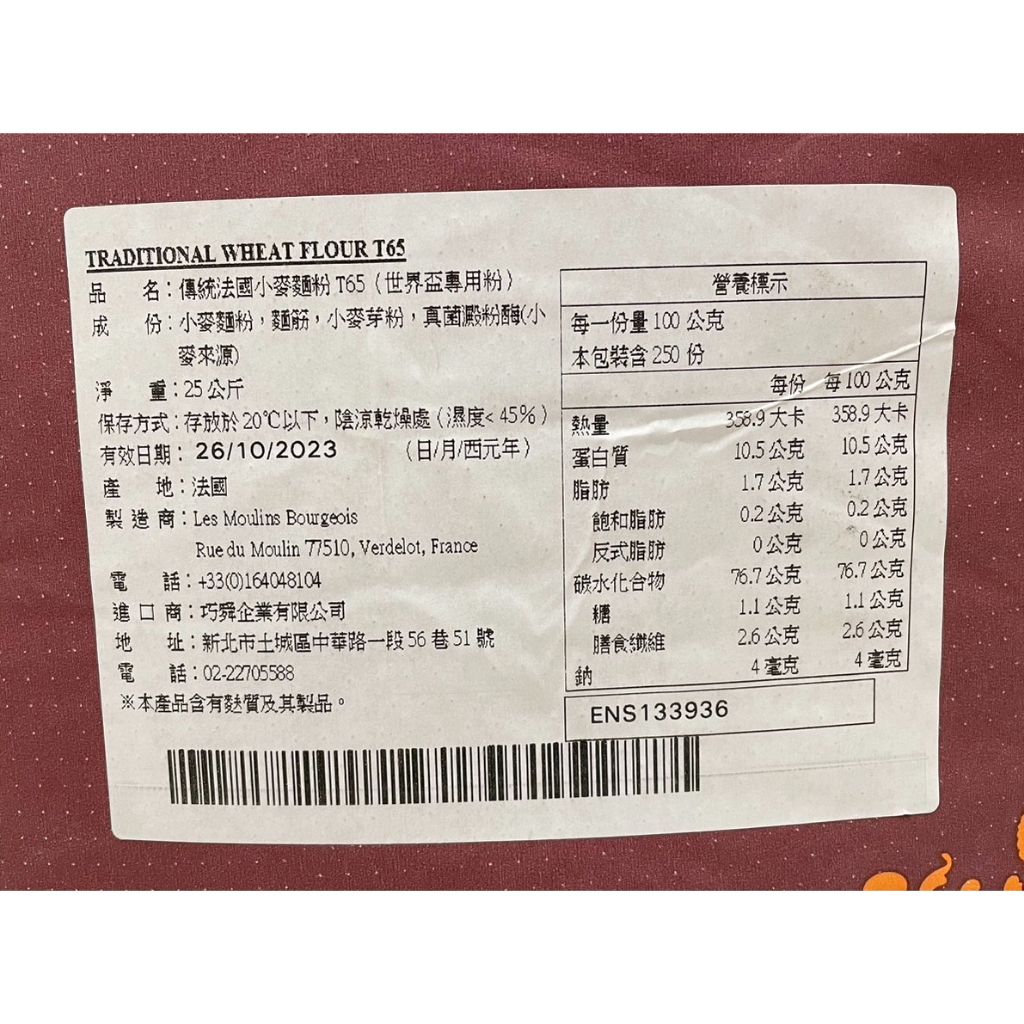 TRADITIONAL WHEAT FLOUR T65
品 名：傳統法國小麥麵粉 T65（世界盃專用粉）
成 份：小麥麵粉，麵筋，小麥芽粉，真菌澱粉酶(小
麥來源)
淨 重：25 公斤
保存方式：存放於 20℃以下，陰涼乾燥處（濕度< 45%）
有效日期： 26/10/2023 （日/月/西元年）
產 地：法國
製 造 商：Les Moulins Bourgeois
Rue du Moulin 77510, Verdelot, France
電 話：+33(0)164048104
進 口 商：巧舜企業有限公司
地 址：新北市土城區中華路一段 56 巷 51 號
電 話：02-22705588
※本產品含有麩質及其製品。
營養標示
每一份量 100 公克
本包裝含 250 份
每份 每 100 公克
熱量 358.9 大卡 358.9 大卡
蛋白質 10.5 公克 10.5 公克
脂肪 1.7 公克 1.7 公克
飽和脂肪 0.2 公克 0.2 公克
反式脂肪 0 公克 0 公克
碳水化合物 76.7 公克 76.7 公克
糖 1.1 公克 1.1 公克
膳食纖維 2.6 公克 2.6 公克
鈉 4 毫克 4 毫克
ENS133936